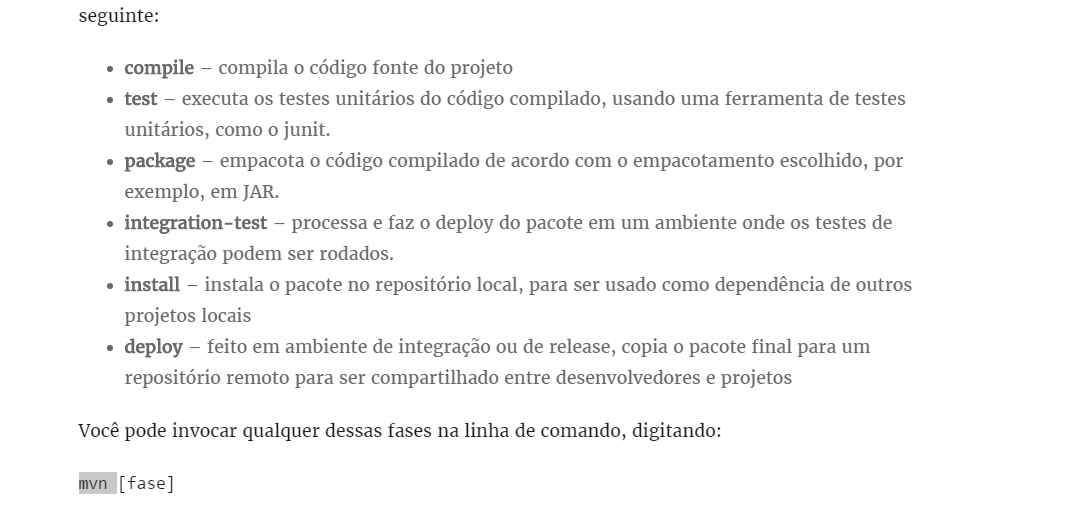 seguinte:
• compile – compila o código fonte do projeto
• test – executa os testes unitários do código compilado, usando uma ferramenta de testes
unitários, como o junit.
• package – empacota o código compilado de acordo com o empacotamento escolhido, por
exemplo, em JAR.
• integration-test – processa e faz o deploy do pacote em um ambiente onde os testes de
integração podem ser rodados.
• install – instala o pacote no repositório local, para ser usado como dependência de outros
projetos locais
• deploy – feito em ambiente de integração ou de release, copia o pacote final para um
repositório remoto para ser compartilhado entre desenvolvedores e projetos
Você pode invocar qualquer dessas fases na linha de comando, digitando:
mvn [fase]